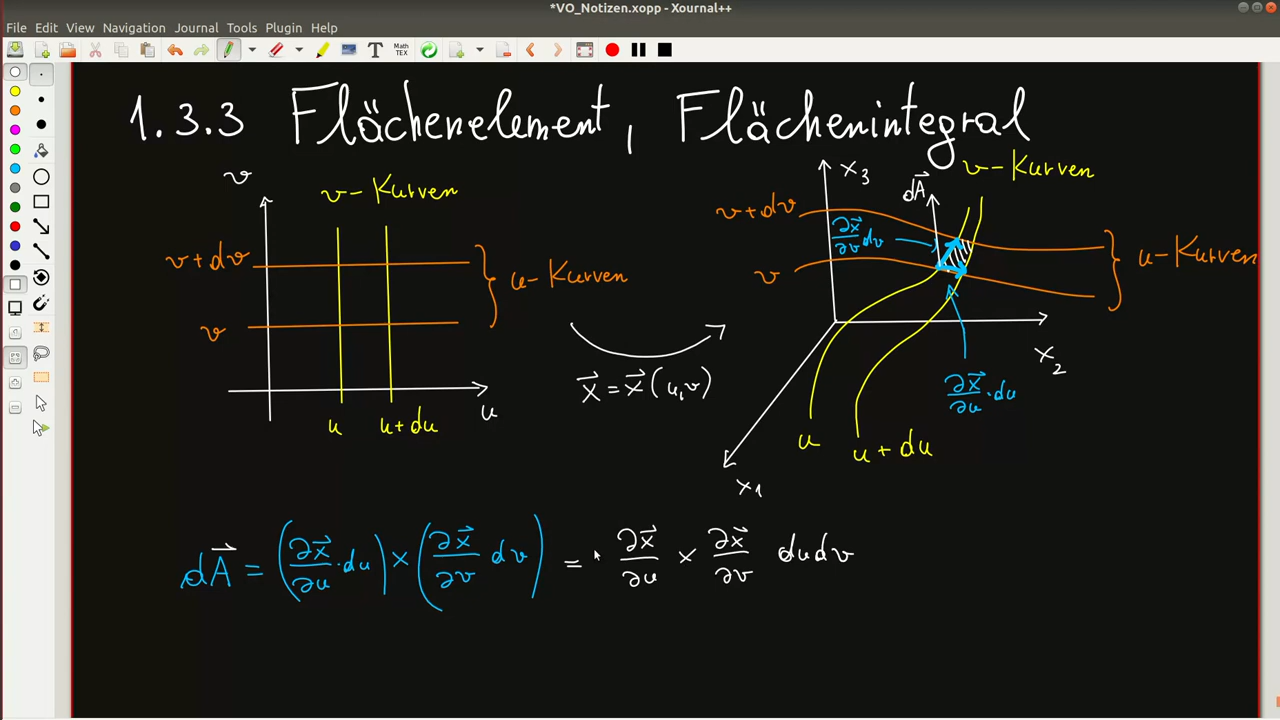 *VO_Notizen.xopp - Xournal++
File Edit View Navigation Journal Tools Plugin Help
1.3.3 Flächenelement, Flächenintegral
v
v - Kurven
v + dv
v
u - Kurven
u
u + du
u
x⃗ = x⃗ (u,v)
x₃
dA⃗
v - Kurven
v + dv
∂x⃗/∂v dv
v
u - Kurven
x₂
∂x⃗/∂u · du
u
u + du
x₁
dA⃗ = (∂x⃗/∂u · du) × (∂x⃗/∂v dv) = ∂x⃗/∂u × ∂x⃗/∂v du dv